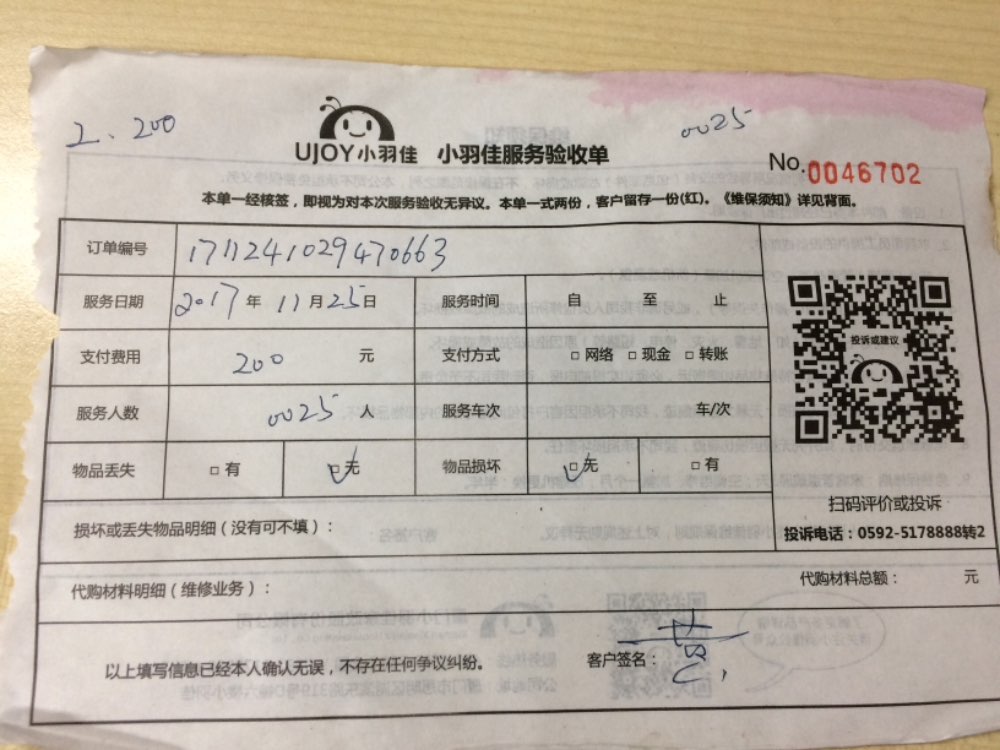 2. 200
0025
UJOY小羽佳 小羽佳服务验收单
No.0046702
本单一经核签，即视为对本次服务验收无异议。本单一式两份，客户留存一份(红)。《维保须知》详见背面。
订单编号 1711241029470663
服务日期 2017年 11月25日 服务时间 自 至 止
支付费用 200 元 支付方式 □网络 □现金 □转账
投诉或建议
服务人数 0025 人 服务车次 车/次
物品丢失 □有 □无 物品损坏 □无 □有
扫码评价或投诉
损坏或丢失物品明细（没有可不填）：
投诉电话：0592-5178888转2
代购材料明细（维修业务）： 代购材料总额： 元
以上填写信息已经本人确认无误，不存在任何争议纠纷。 客户签名：